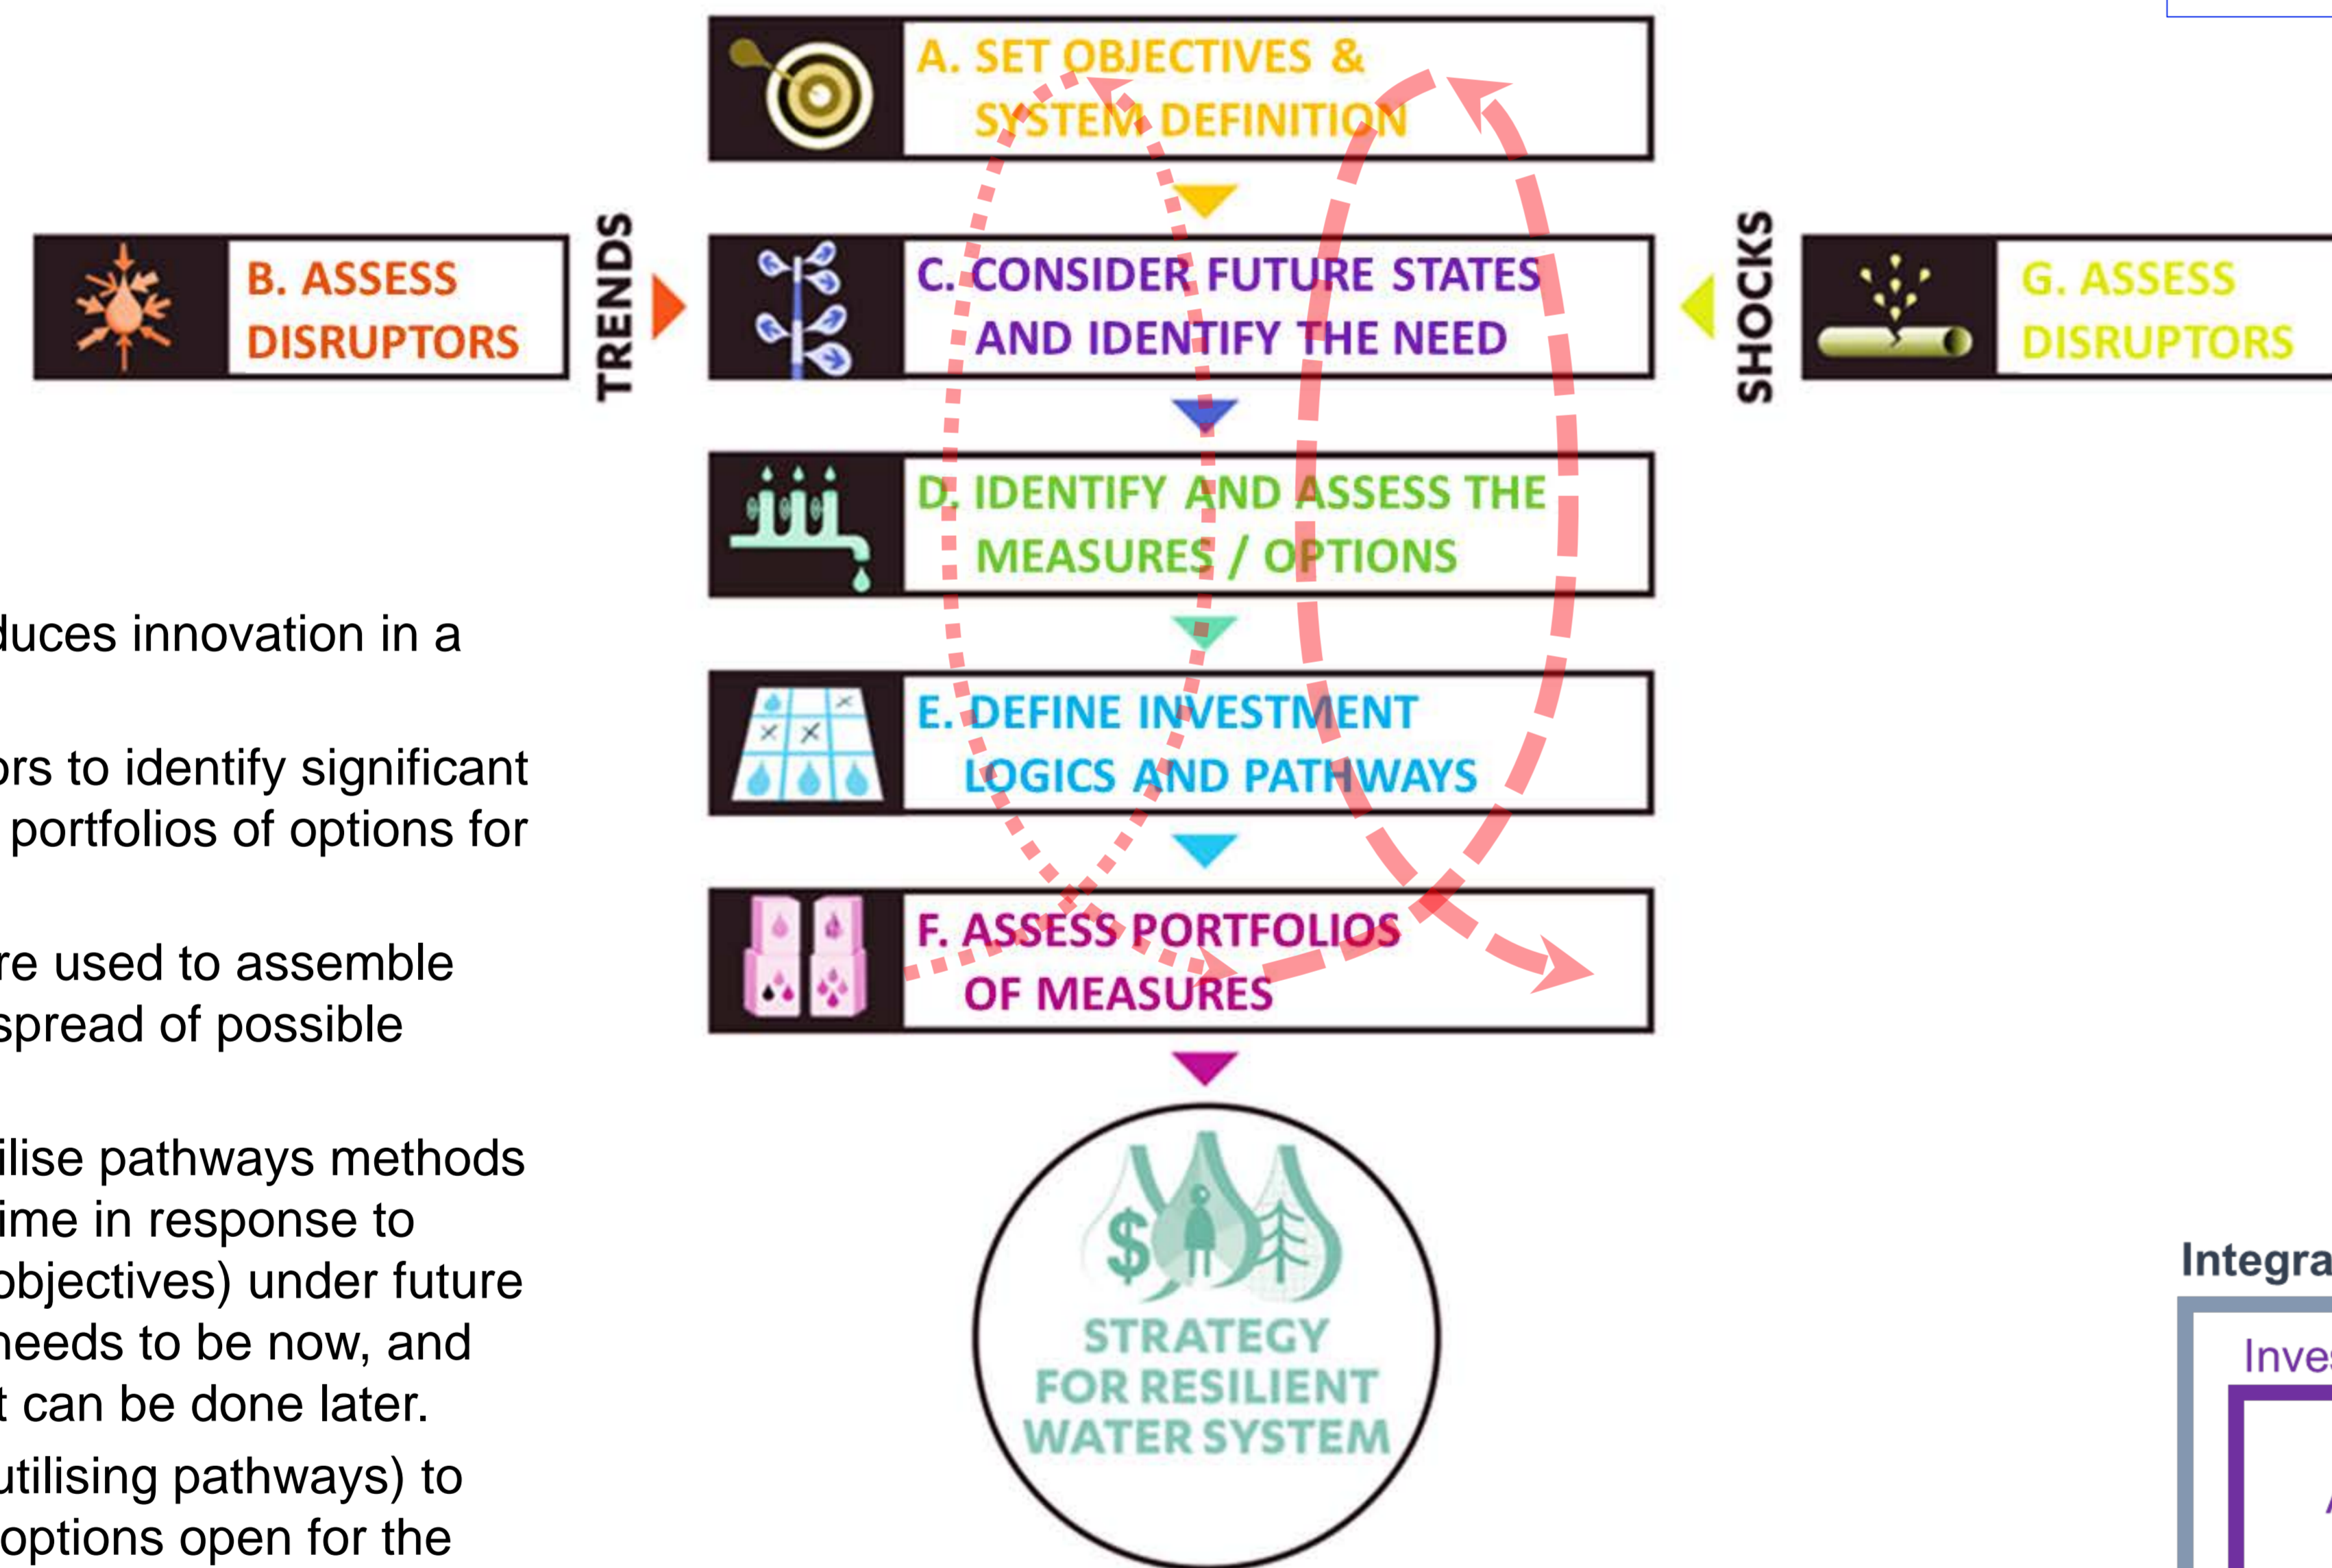 A. SET OBJECTIVES &
SYSTEM DEFINITION
B. ASSESS
DISRUPTORS
TRENDS
C. CONSIDER FUTURE STATES
AND IDENTIFY THE NEED
SHOCKS
G. ASSESS
DISRUPTORS
D. IDENTIFY AND ASSESS THE
MEASURES / OPTIONS
E. DEFINE INVESTMENT
LOGICS AND PATHWAYS
F. ASSESS PORTFOLIOS
OF MEASURES
$
STRATEGY
FOR RESILIENT
WATER SYSTEM
duces innovation in a
ors to identify significant
portfolios of options for
re used to assemble
spread of possible
ilise pathways methods
ime in response to
objectives) under future
needs to be now, and
t can be done later.
utilising pathways) to
options open for the
Integra
Inves